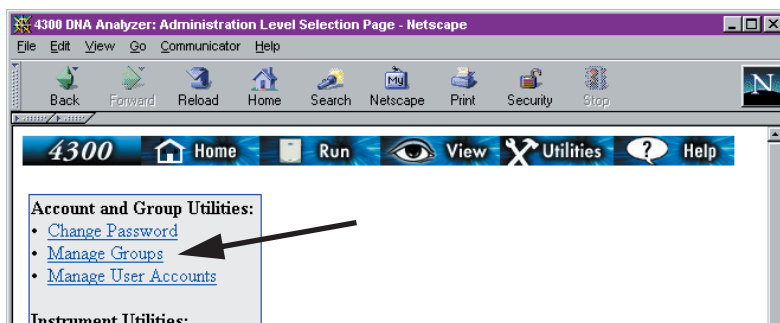 4300 DNA Analyzer: Administration Level Selection Page - Netscape
File Edit View Go Communicator Help
Back Forward Reload Home Search Netscape Print Security Stop
My
N
4300 Home Run View Utilities ? Help
Account and Group Utilities:
• Change Password
• Manage Groups
• Manage User Accounts
Instrument Utilities: